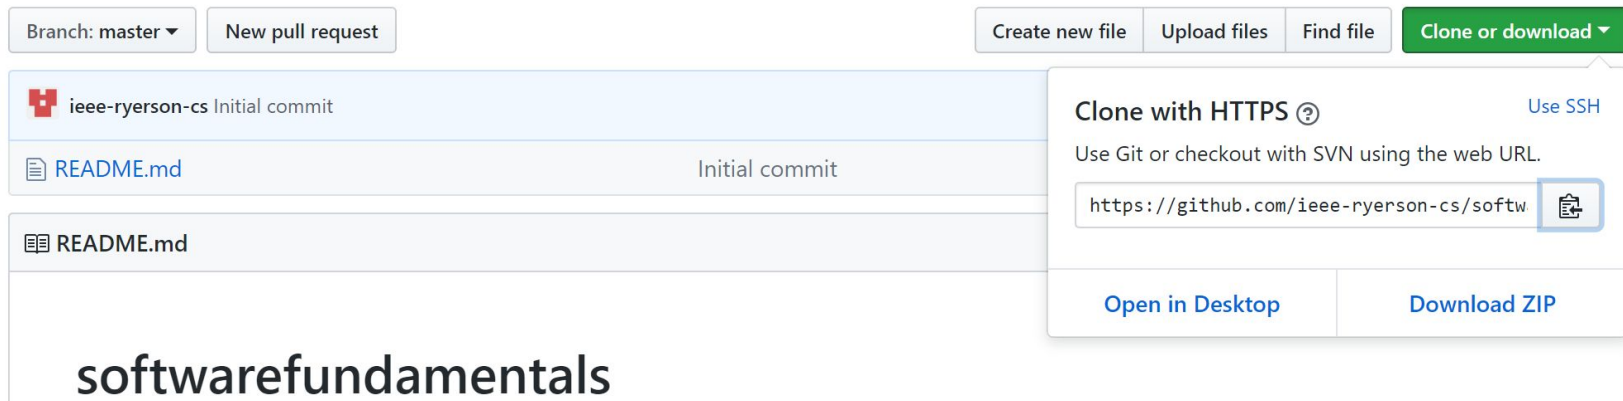 Branch: master New pull request Create new file Upload files Find file Clone or download
ieee-ryerson-cs Initial commit
README.md Initial commit
README.md
softwarefundamentals
Clone with HTTPS ? Use SSH
Use Git or checkout with SVN using the web URL.
https://github.com/ieee-ryerson-cs/softw
Open in Desktop Download ZIP